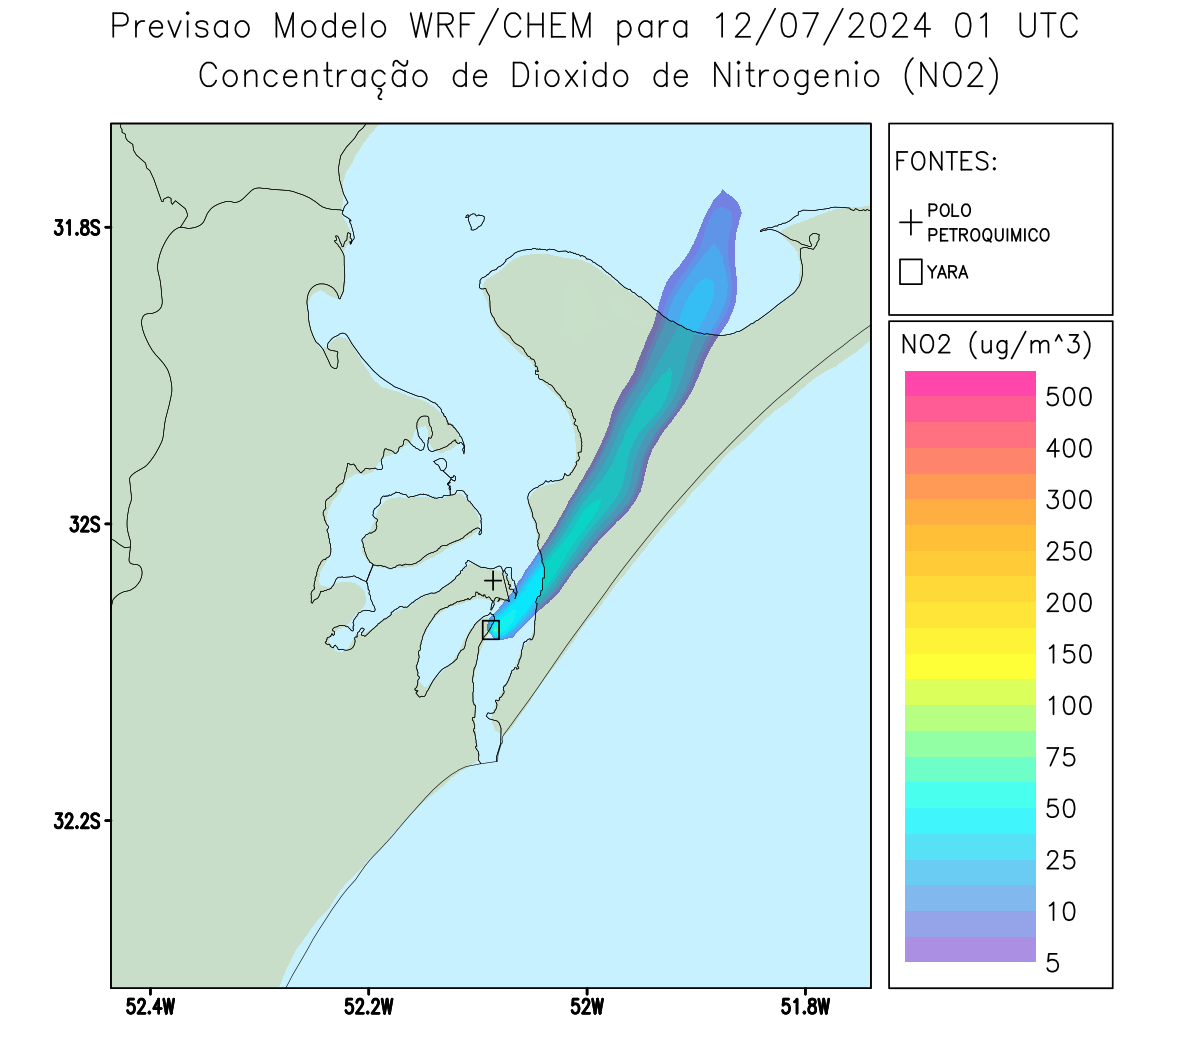 Previsao Modelo WRF/CHEM para 12/07/2024 01 UTC
Concentração de Dioxido de Nitrogenio (NO2)
FONTES:
POLO
PETROQUIMICO
YARA
31.8S
32S
32.2S
52.4W
52.2W
52W
51.8W
NO2 (ug/m^3)
500
400
300
250
200
150
100
75
50
25
10
5